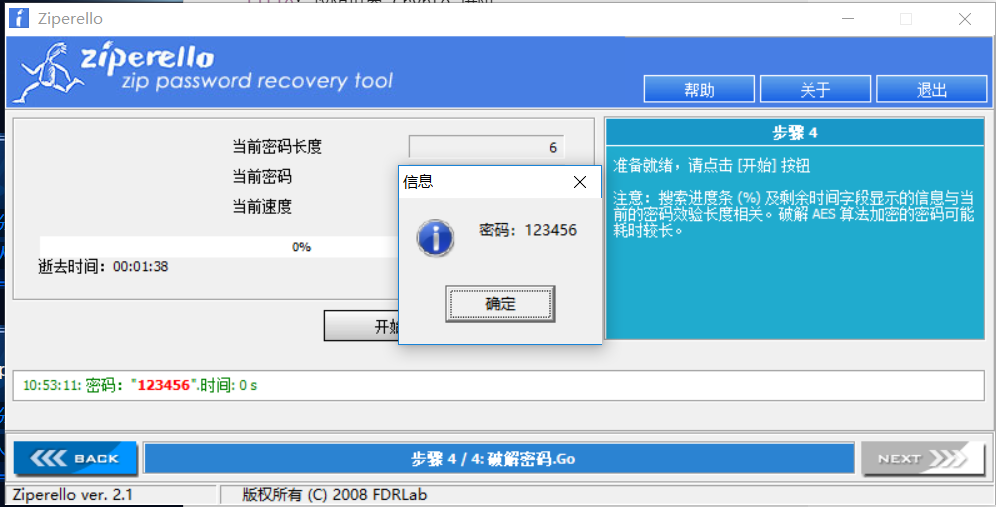 Ziperello
ziperello
zip password recovery tool
帮助
关于
退出
当前密码长度
6
当前密码
当前速度
0%
逝去时间：00:01:38
开始
信息
密码：123456
确定
步骤 4
准备就绪，请点击 [开始] 按钮
注意：搜索进度条 (%) 及剩余时间字段显示的信息与当
前的密码效验长度相关。破解 AES 算法加密的密码可能
耗时较长。
10:53:11: 密码："123456".时间: 0 s
BACK
步骤 4 / 4: 破解密码.Go
NEXT
Ziperello ver. 2.1
版权所有 (C) 2008 FDRLab